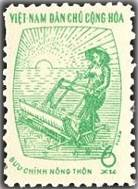 VIỆT NAM DÂN CHỦ CỘNG HÒA
6
XU
BƯU CHÍNH NÔNG THÔN